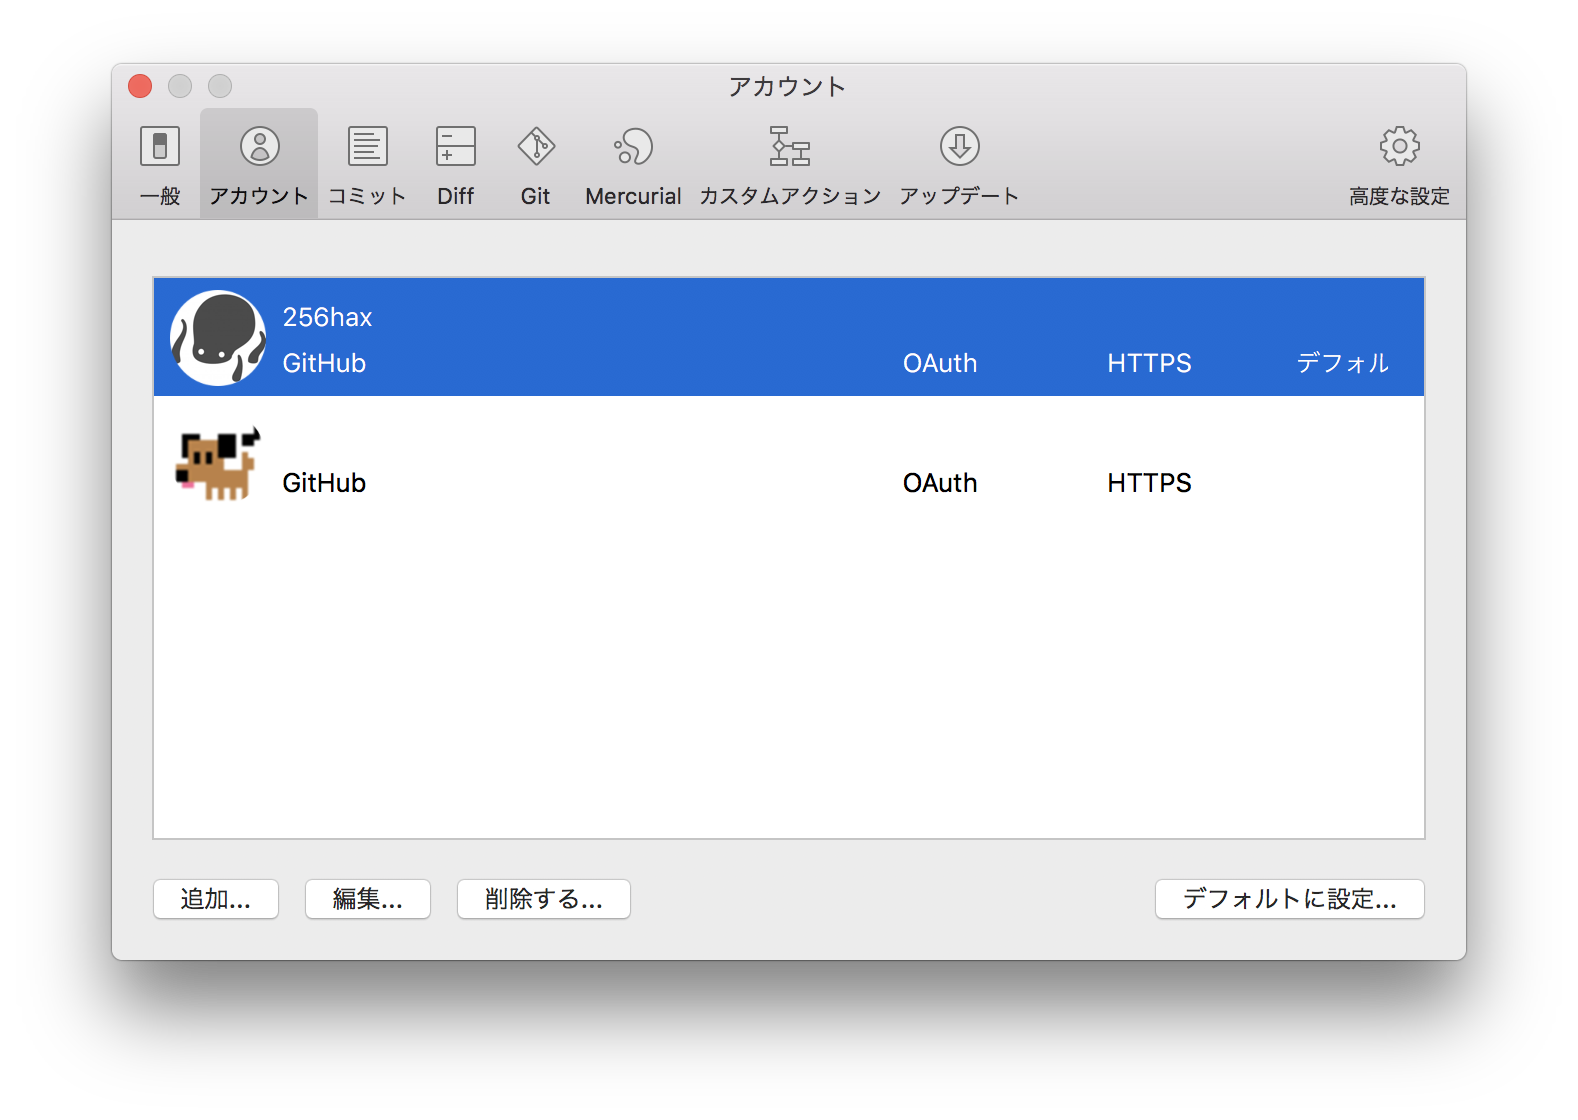 アカウント
一般 アカウント コミット Diff Git Mercurial カスタムアクション アップデート 高度な設定
256hax
GitHub OAuth HTTPS デフォル
GitHub OAuth HTTPS
追加... 編集... 削除する... デフォルトに設定...